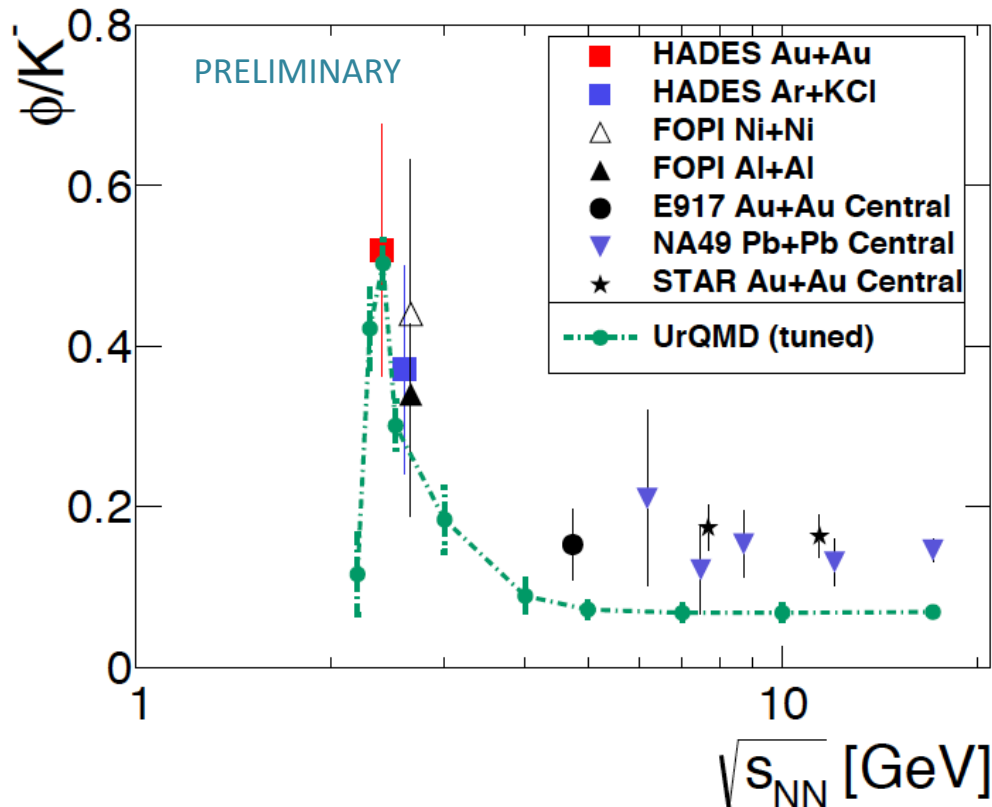 ϕ/K⁻
0.8
0.6
0.4
0.2
0
PRELIMINARY
HADES Au+Au
HADES Ar+KCl
FOPI Ni+Ni
FOPI Al+Al
E917 Au+Au Central
NA49 Pb+Pb Central
STAR Au+Au Central
UrQMD (tuned)
1
10
√s_NN [GeV]